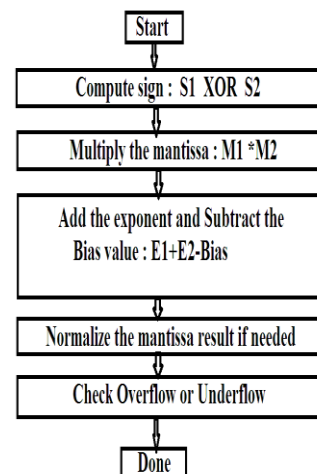 Start
Compute sign : S1 XOR S2
Multiply the mantissa : M1 *M2
Add the exponent and Subtract the
Bias value : E1+E2-Bias
Normalize the mantissa result if needed
Check Overflow or Underflow
Done